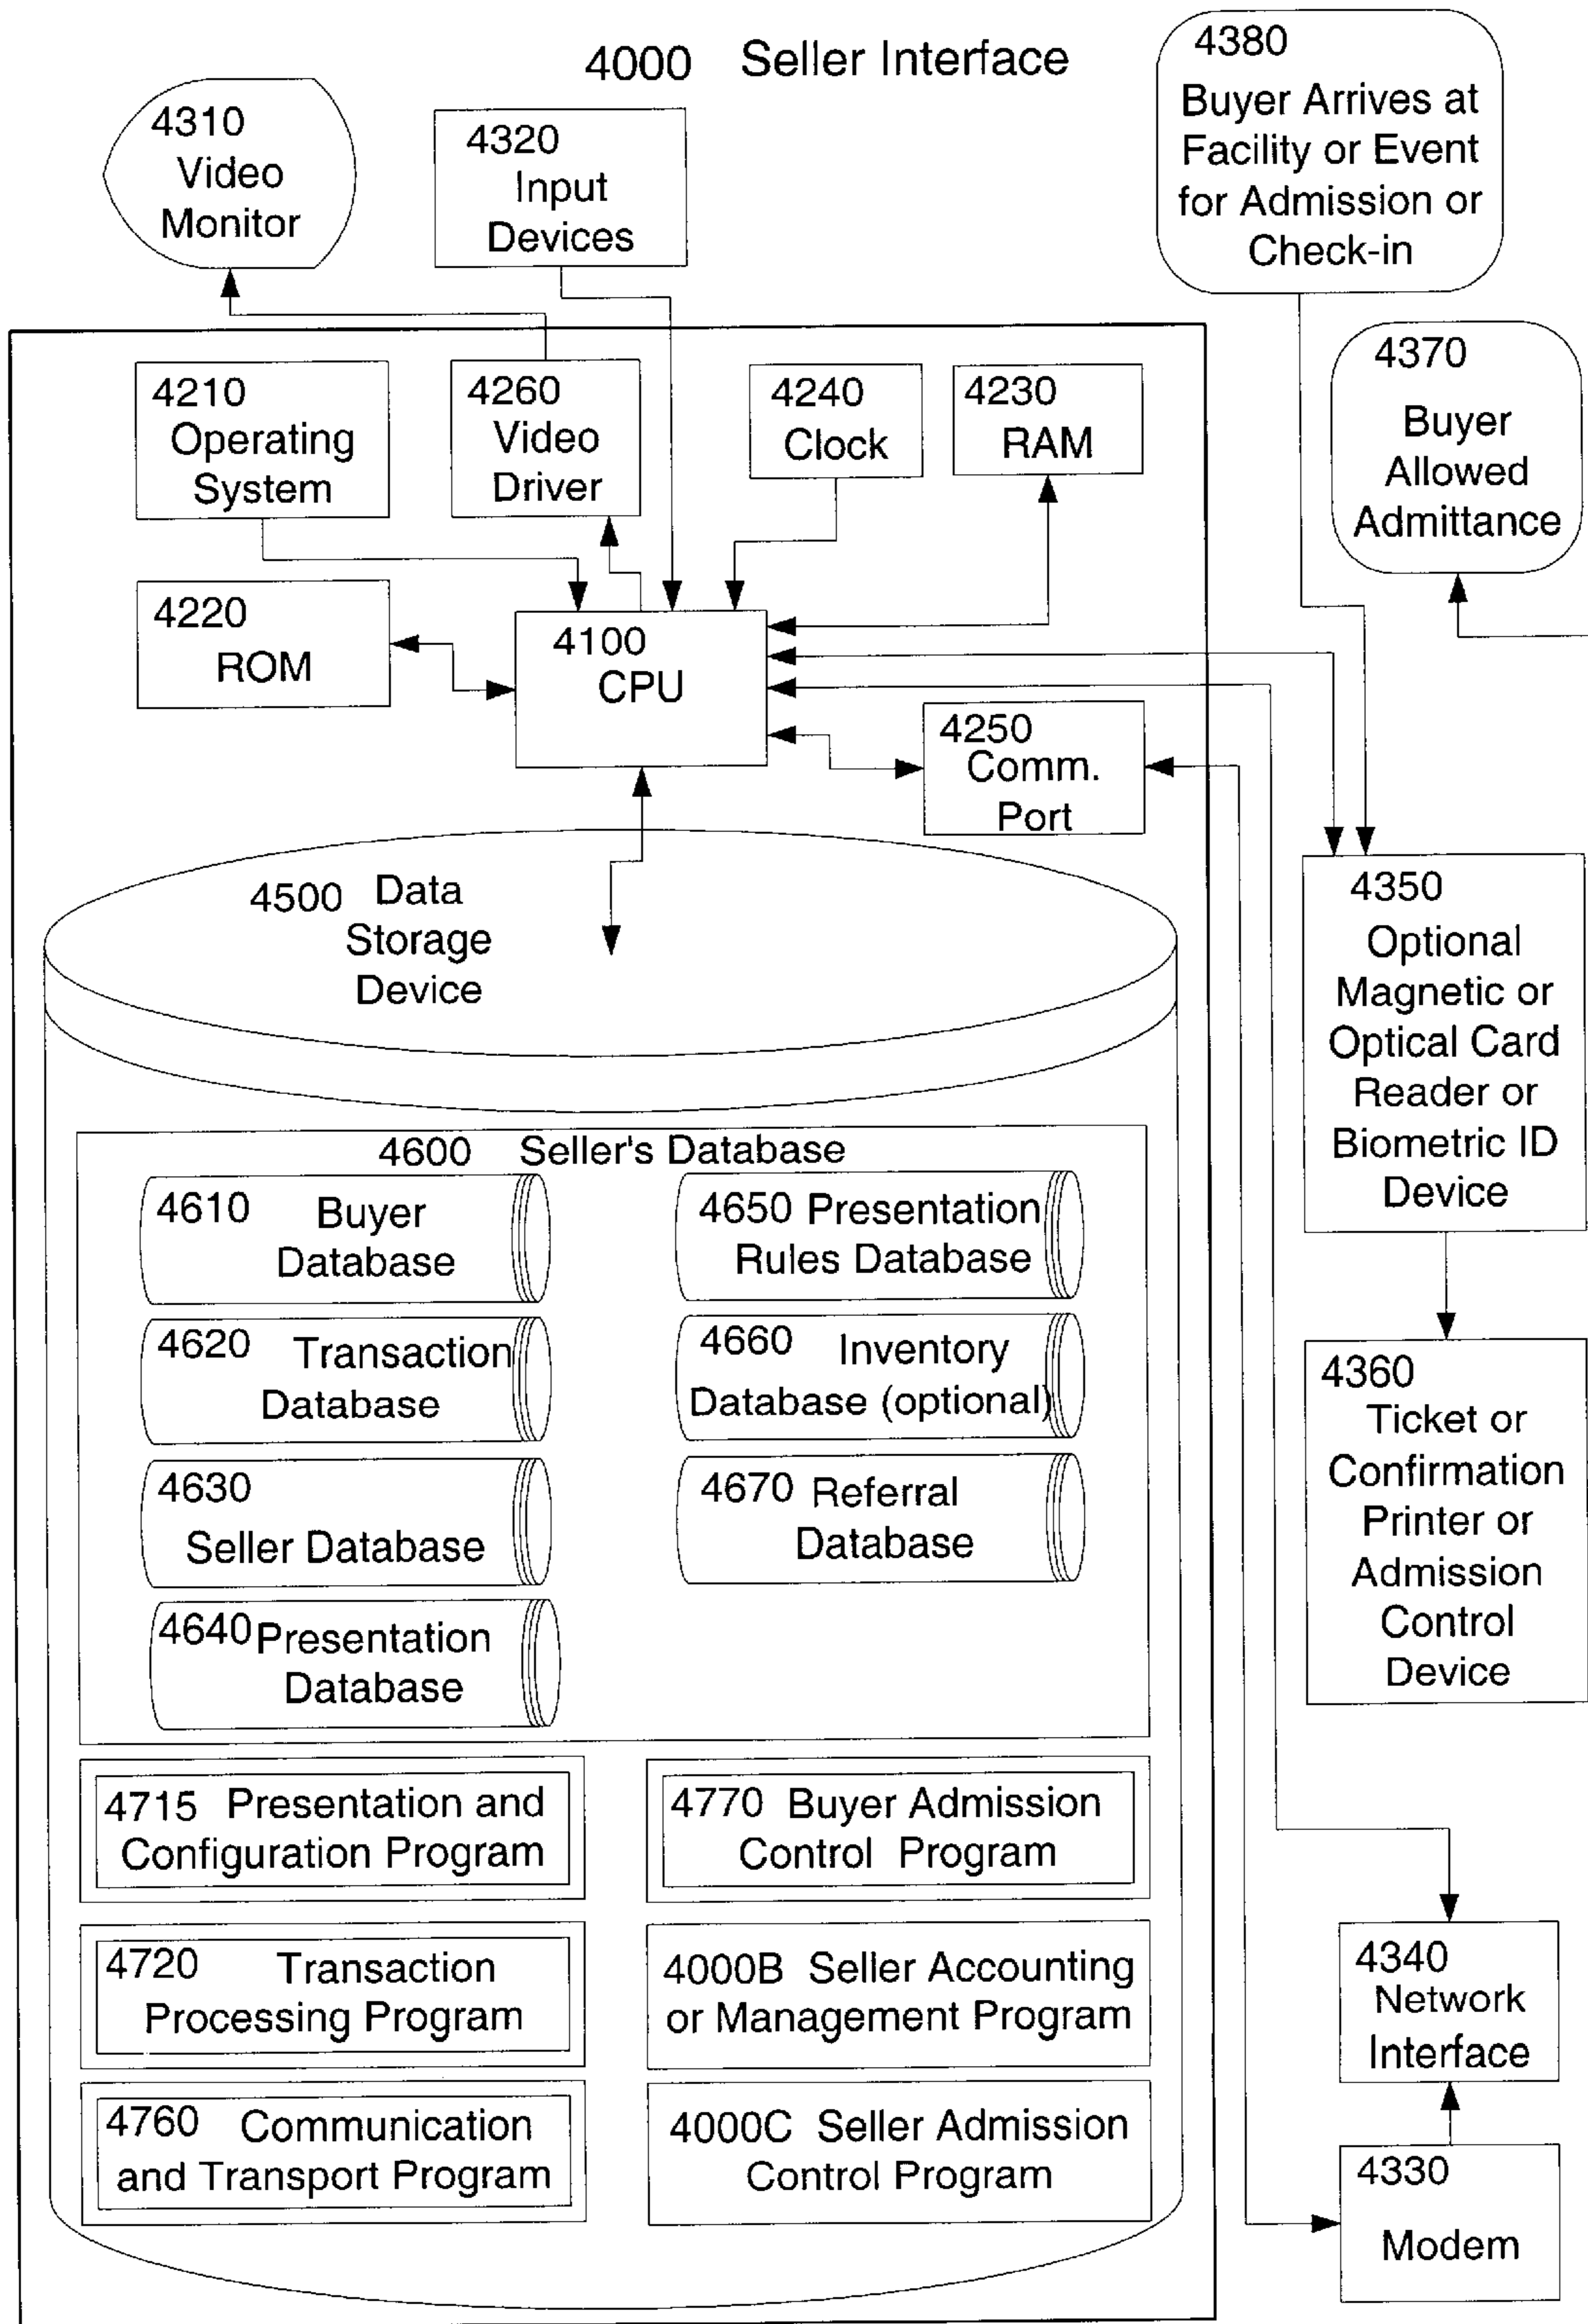 4000 Seller Interface
4310
Video
Monitor
4320
Input
Devices
4380
Buyer Arrives at
Facility or Event
for Admission or
Check-in
4370
Buyer
Allowed
Admittance
4210
Operating
System
4260
Video
Driver
4240
Clock
4230
RAM
4220
ROM
4100
CPU
4250
Comm.
Port
4500 Data
Storage
Device
4350
Optional
Magnetic or
Optical Card
Reader or
Biometric ID
Device
4360
Ticket or
Confirmation
Printer or
Admission
Control
Device
4600 Seller's Database
4610 Buyer
Database
4650 Presentation
Rules Database
4620 Transaction
Database
4660 Inventory
Database (optional)
4630
Seller Database
4670 Referral
Database
4640 Presentation
Database
4715 Presentation and
Configuration Program
4770 Buyer Admission
Control Program
4720 Transaction
Processing Program
4000B Seller Accounting
or Management Program
4760 Communication
and Transport Program
4000C Seller Admission
Control Program
4340
Network
Interface
4330
Modem